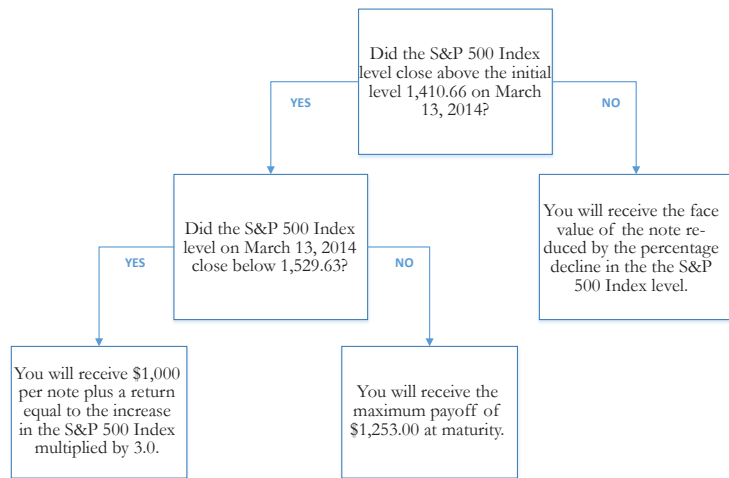 Did the S&P 500 Index
level close above the initial
level 1,410.66 on March
13, 2014?
YES
NO
Did the S&P 500 Index
level on March 13, 2014
close below 1,529.63?
You will receive the face
value of the note re-
duced by the percentage
decline in the the S&P
500 Index level.
YES
NO
You will receive $1,000
per note plus a return
equal to the increase
in the S&P 500 Index
multiplied by 3.0.
You will receive the
maximum payoff of
$1,253.00 at maturity.